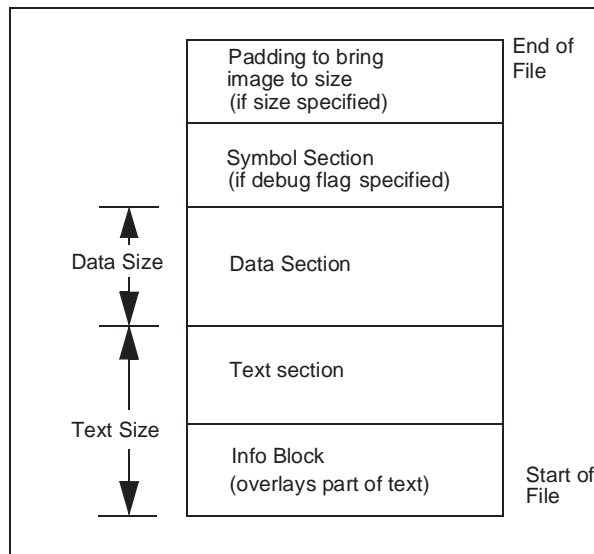 Padding to bring
image to size
(if size specified)
End of
File
Symbol Section
(if debug flag specified)
Data Size
Data Section
Text section
Text Size
Info Block
(overlays part of text)
Start of
File